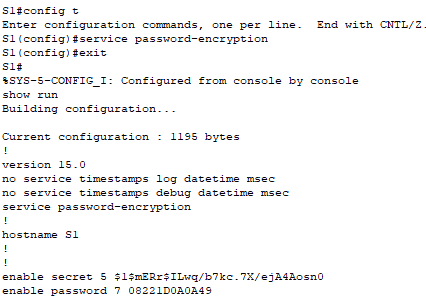 S1#config t
Enter configuration commands, one per line.  End with CNTL/Z.
S1(config)#service password-encryption
S1(config)#exit
S1#
%SYS-5-CONFIG_I: Configured from console by console
show run
Building configuration...

Current configuration : 1195 bytes
!
version 15.0
no service timestamps log datetime msec
no service timestamps debug datetime msec
service password-encryption
!
hostname S1
!
!
enable secret 5 $1$mERr$ILwq/b7kc.7X/ejA4Aosn0
enable password 7 08221D0A0A49